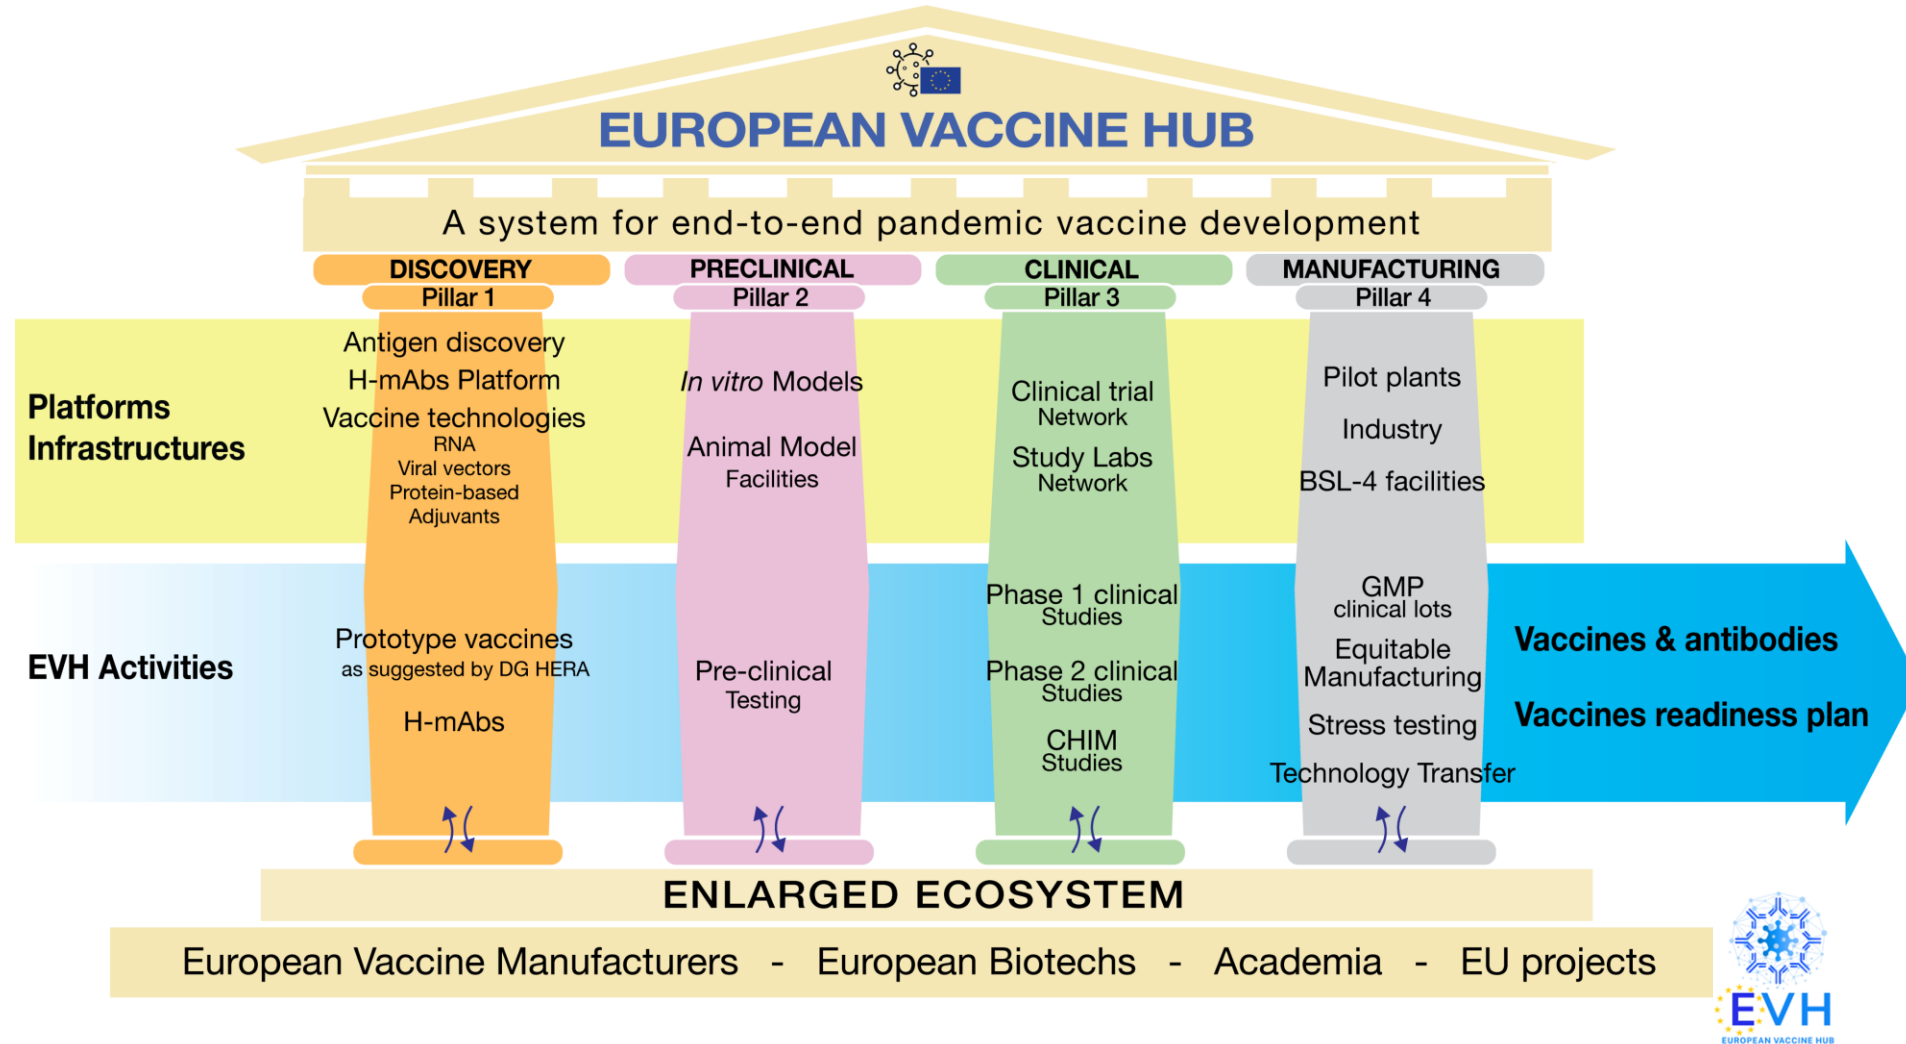 EUROPEAN VACCINE HUB
A system for end-to-end pandemic vaccine development
DISCOVERY
Pillar 1
PRECLINICAL
Pillar 2
CLINICAL
Pillar 3
MANUFACTURING
Pillar 4
Platforms
Infrastructures
Antigen discovery
H-mAbs Platform
Vaccine technologies
RNA
Viral vectors
Protein-based
Adjuvants
In vitro Models
Animal Model
Facilities
Clinical trial
Network
Study Labs
Network
Pilot plants
Industry
BSL-4 facilities
EVH Activities
Prototype vaccines
as suggested by DG HERA
H-mAbs
Pre-clinical
Testing
Phase 1 clinical
Studies
Phase 2 clinical
Studies
CHIM
Studies
GMP
clinical lots
Equitable
Manufacturing
Stress testing
Technology Transfer
Vaccines & antibodies
Vaccines readiness plan
ENLARGED ECOSYSTEM
European Vaccine Manufacturers - European Biotechs - Academia - EU projects
EVH
EUROPEAN VACCINE HUB